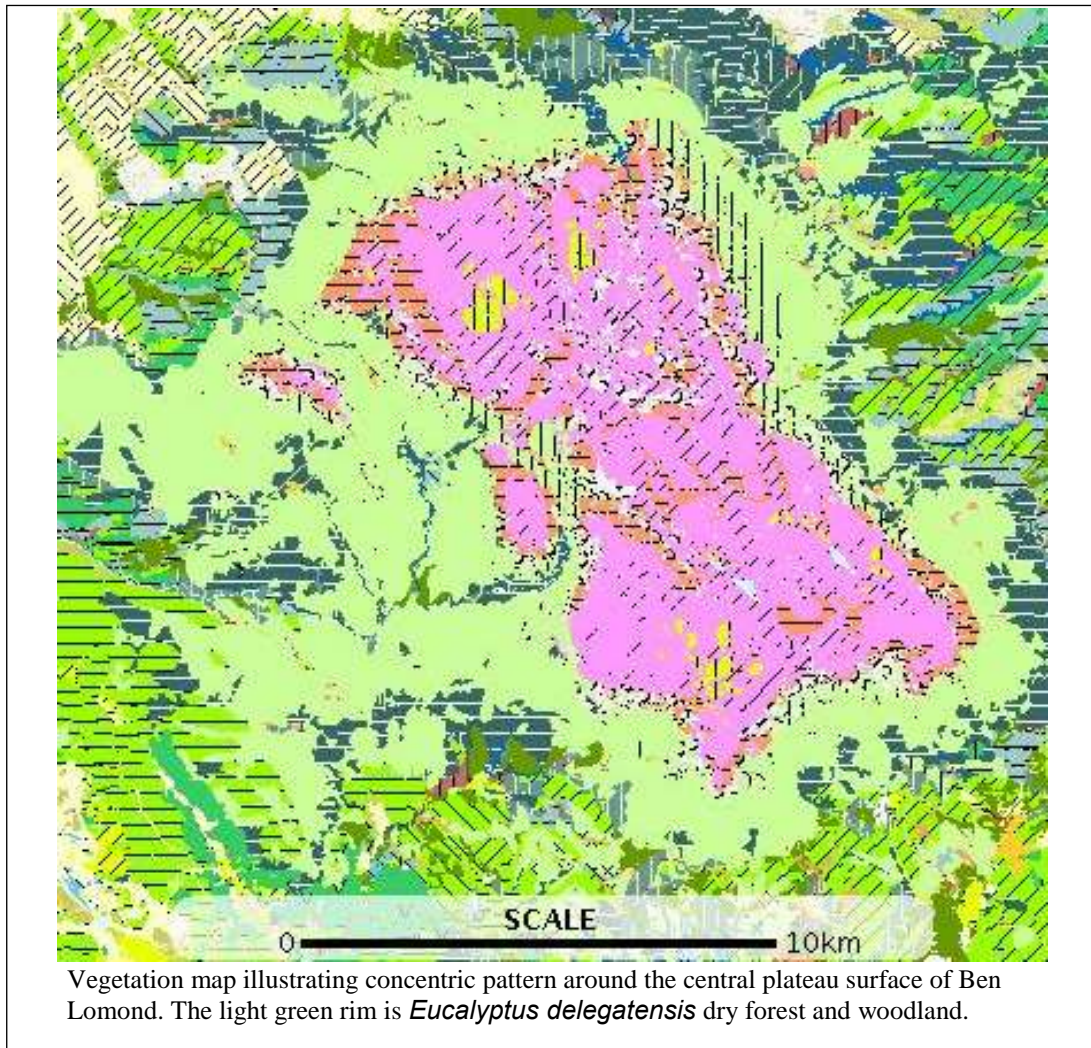 SCALE
0 10km
Vegetation map illustrating concentric pattern around the central plateau surface of Ben
Lomond. The light green rim is Eucalyptus delegatensis dry forest and woodland.